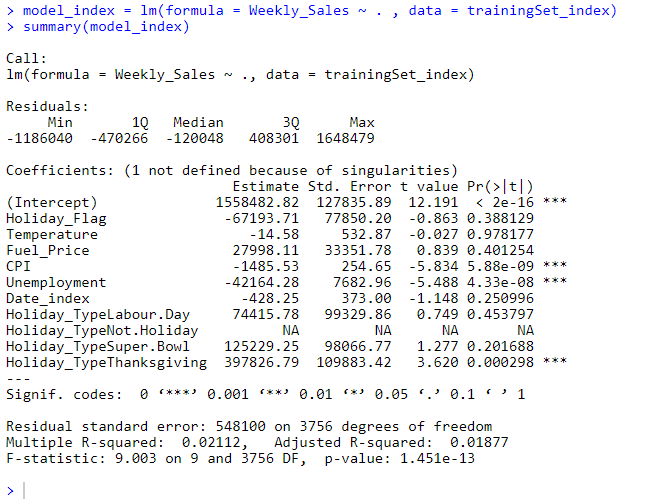 > model_index = lm(formula = Weekly_Sales ~ . , data = trainingSet_index)
> summary(model_index)
Call:
lm(formula = Weekly_Sales ~ ., data = trainingSet_index)
Residuals:
     Min       1Q   Median       3Q      Max
-1186040  -470266  -120048   408301  1648479
Coefficients: (1 not defined because of singularities)
                          Estimate Std. Error t value Pr(>|t|)
(Intercept)             1558482.82  127835.89  12.191  < 2e-16 ***
Holiday_Flag             -67193.71   77850.20  -0.863 0.388129
Temperature                 -14.58     532.87  -0.027 0.978177
Fuel_Price                27998.11   33351.78   0.839 0.401254
CPI                       -1485.53     254.65  -5.834 5.88e-09 ***
Unemployment             -42164.28    7682.96  -5.488 4.33e-08 ***
Date_index                 -428.25     373.00  -1.148 0.250996
Holiday_TypeLabour.Day    74415.78   99329.86   0.749 0.453797
Holiday_TypeNot.Holiday         NA         NA      NA       NA
Holiday_TypeSuper.Bowl   125229.25   98066.77   1.277 0.201688
Holiday_TypeThanksgiving 397826.79  109883.42   3.620 0.000298 ***
---
Signif. codes:  0 ‘***’ 0.001 ‘**’ 0.01 ‘*’ 0.05 ‘.’ 0.1 ‘ ’ 1
Residual standard error: 548100 on 3756 degrees of freedom
Multiple R-squared:  0.02112,	Adjusted R-squared:  0.01877
F-statistic: 9.003 on 9 and 3756 DF,  p-value: 1.451e-13
>